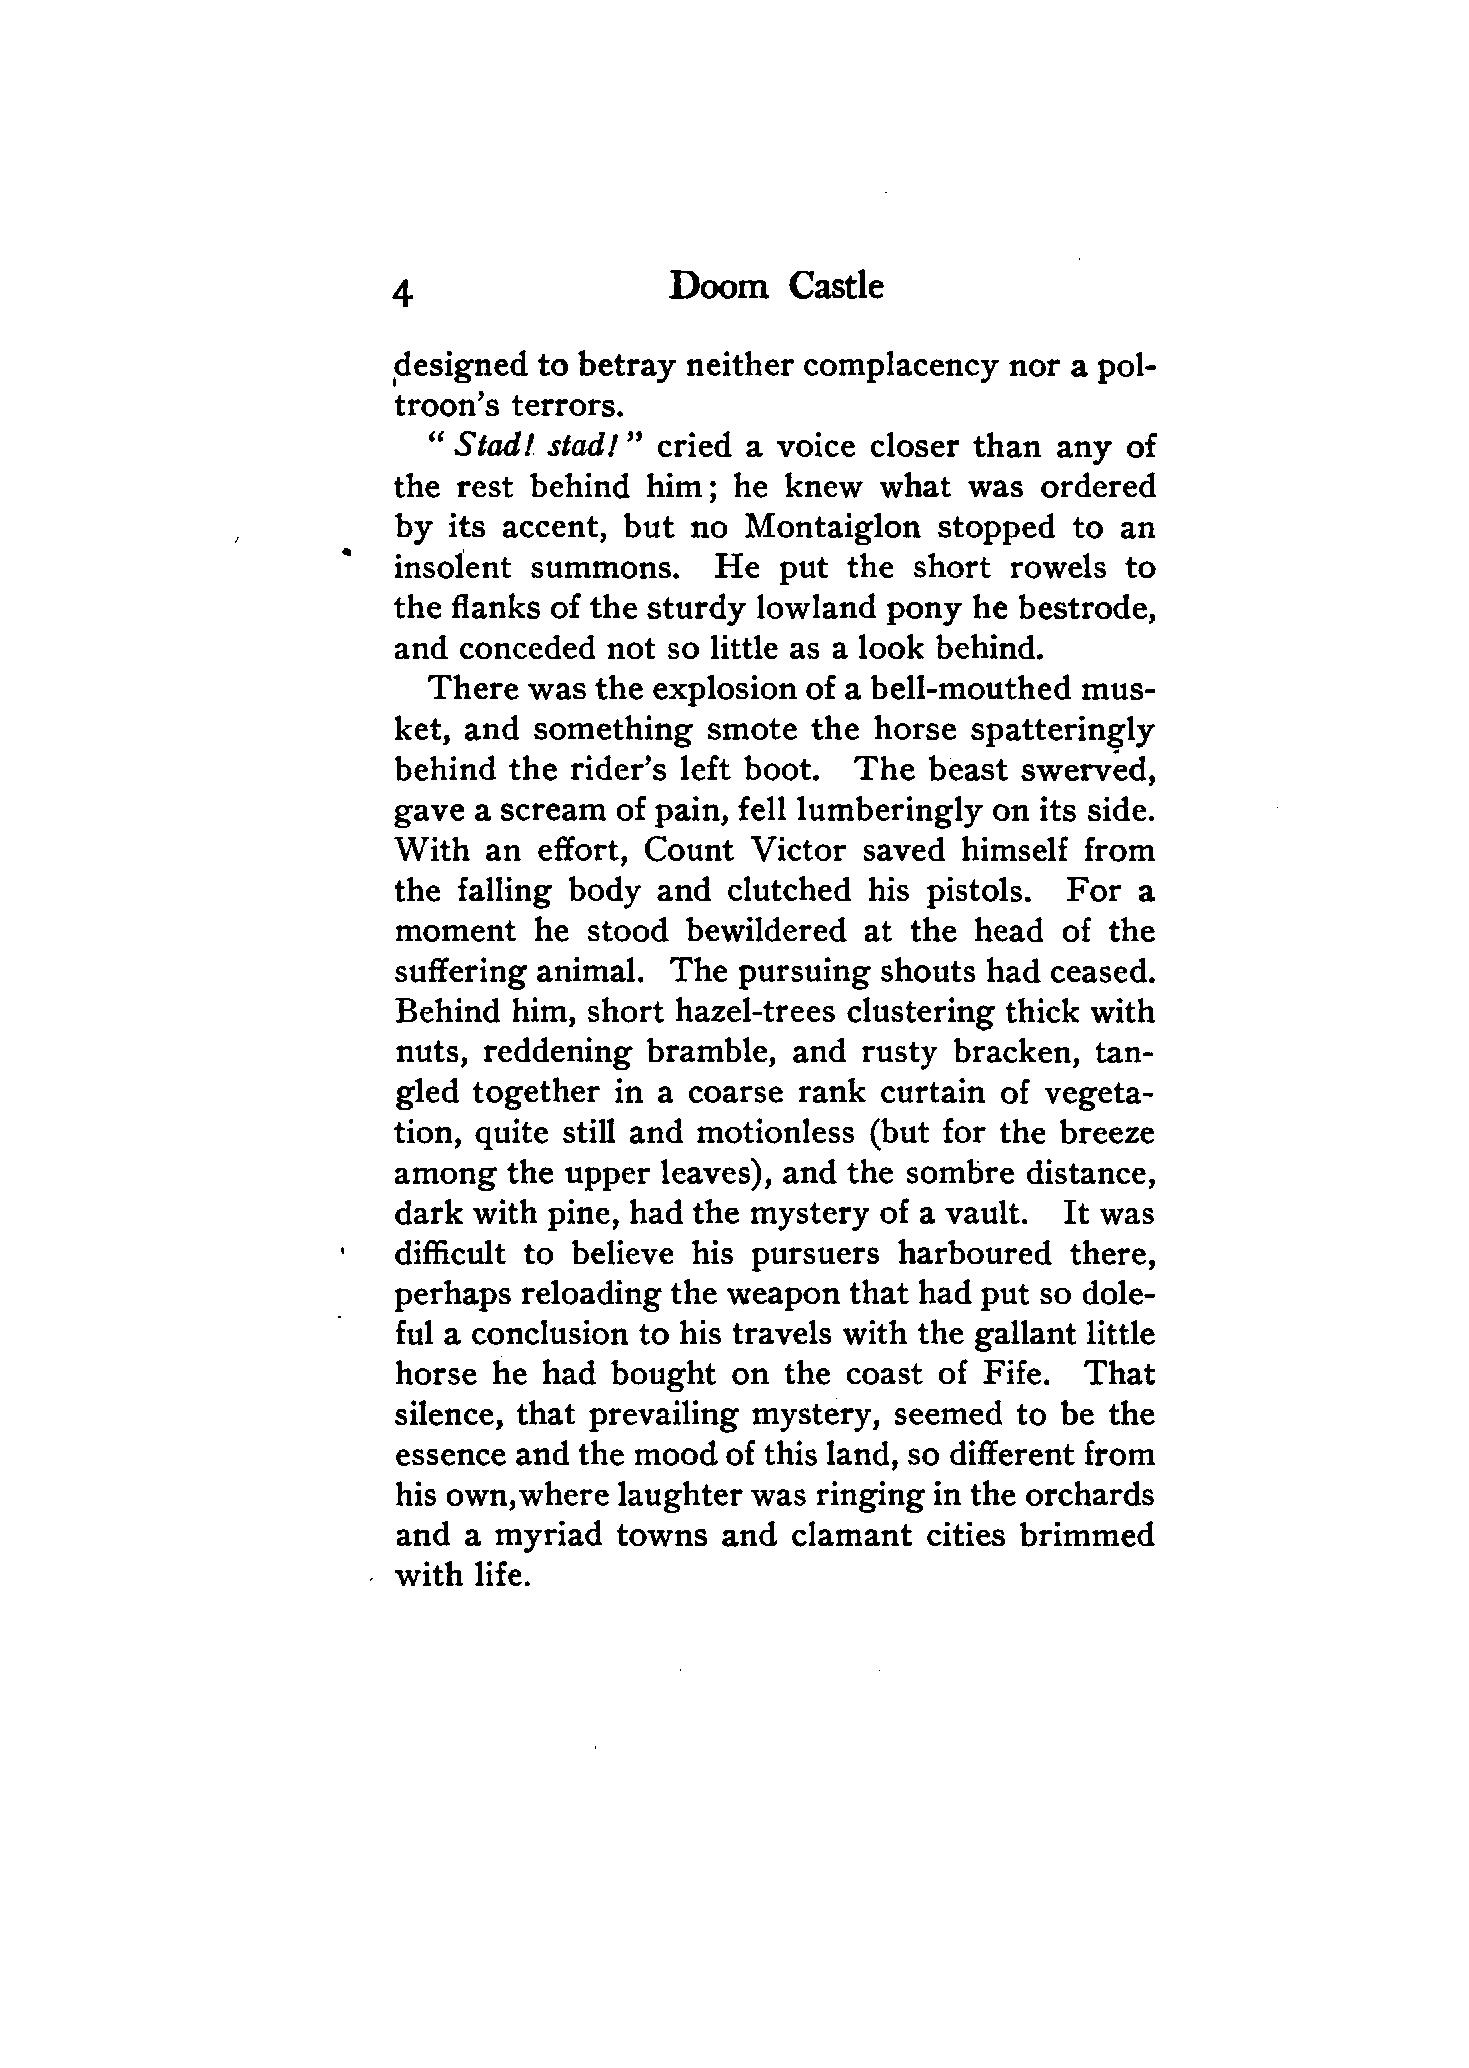 4 Doom Castle
designed to betray neither complacency nor a pol-
troon's terrors.
" Stad! stad! " cried a voice closer than any of
the rest behind him; he knew what was ordered
by its accent, but no Montaiglon stopped to an
insolent summons. He put the short rowels to
the flanks of the sturdy lowland pony he bestrode,
and conceded not so little as a look behind.
There was the explosion of a bell-mouthed mus-
ket, and something smote the horse spatteringly
behind the rider's left boot. The beast swerved,
gave a scream of pain, fell lumberingly on its side.
With an effort, Count Victor saved himself from
the falling body and clutched his pistols. For a
moment he stood bewildered at the head of the
suffering animal. The pursuing shouts had ceased.
Behind him, short hazel-trees clustering thick with
nuts, reddening bramble, and rusty bracken, tan-
gled together in a coarse rank curtain of vegeta-
tion, quite still and motionless (but for the breeze
among the upper leaves), and the sombre distance,
dark with pine, had the mystery of a vault. It was
difficult to believe his pursuers harboured there,
perhaps reloading the weapon that had put so dole-
ful a conclusion to his travels with the gallant little
horse he had bought on the coast of Fife. That
silence, that prevailing mystery, seemed to be the
essence and the mood of this land, so different from
his own,where laughter was ringing in the orchards
and a myriad towns and clamant cities brimmed
with life.